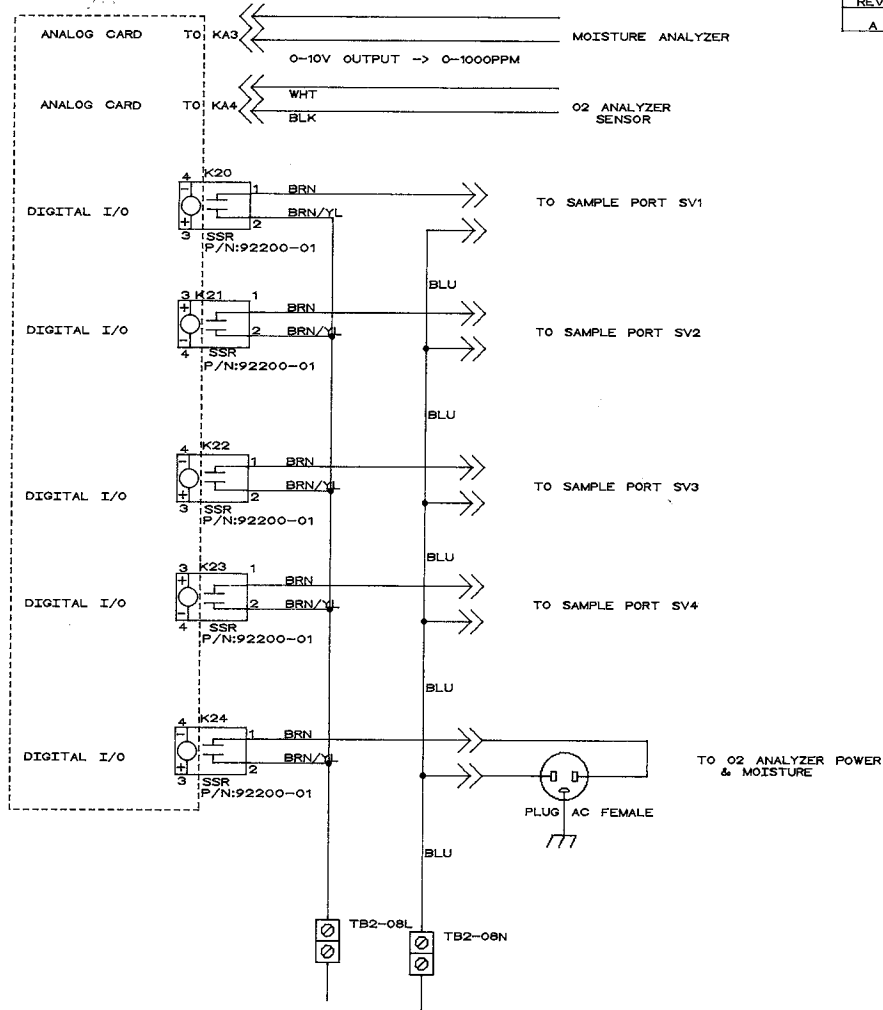 REV
A
ANALOG CARD TO KA3 MOISTURE ANALYZER
0-10V OUTPUT -> 0-1000PPM
WHT
ANALOG CARD TO KA4 O2 ANALYZER
BLK SENSOR
4 K20
- 1 BRN
TO SAMPLE PORT SV1
DIGITAL I/O BRN/YL
+ 2
3 SSR
P/N:92200-01
BLU
3 K21 1
+ BRN
DIGITAL I/O 2 BRN/YL TO SAMPLE PORT SV2
-
4 SSR
P/N:92200-01
BLU
4 K22
- 1 BRN
BRN/YL TO SAMPLE PORT SV3
DIGITAL I/O + 2
3 SSR
P/N:92200-01
BLU
3 K23 1
+ BRN
DIGITAL I/O 2 BRN/YL TO SAMPLE PORT SV4
-
4 SSR
P/N:92200-01
BLU
4 K24
- 1 BRN
DIGITAL I/O BRN/YL TO O2 ANALYZER POWER
+ 2 & MOISTURE
3 SSR
P/N:92200-01
PLUG AC FEMALE
BLU
TB2-08L
TB2-08N